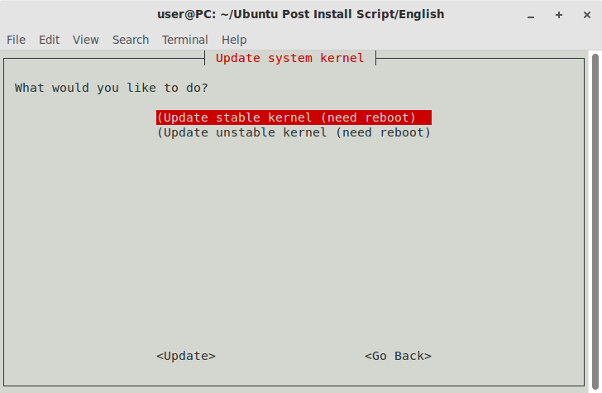 user@PC: ~/Ubuntu Post Install Script/English
File Edit View Search Terminal Help
Update system kernel
What would you like to do?
(Update stable kernel (need reboot)
(Update unstable kernel (need reboot)
<Update> <Go Back>